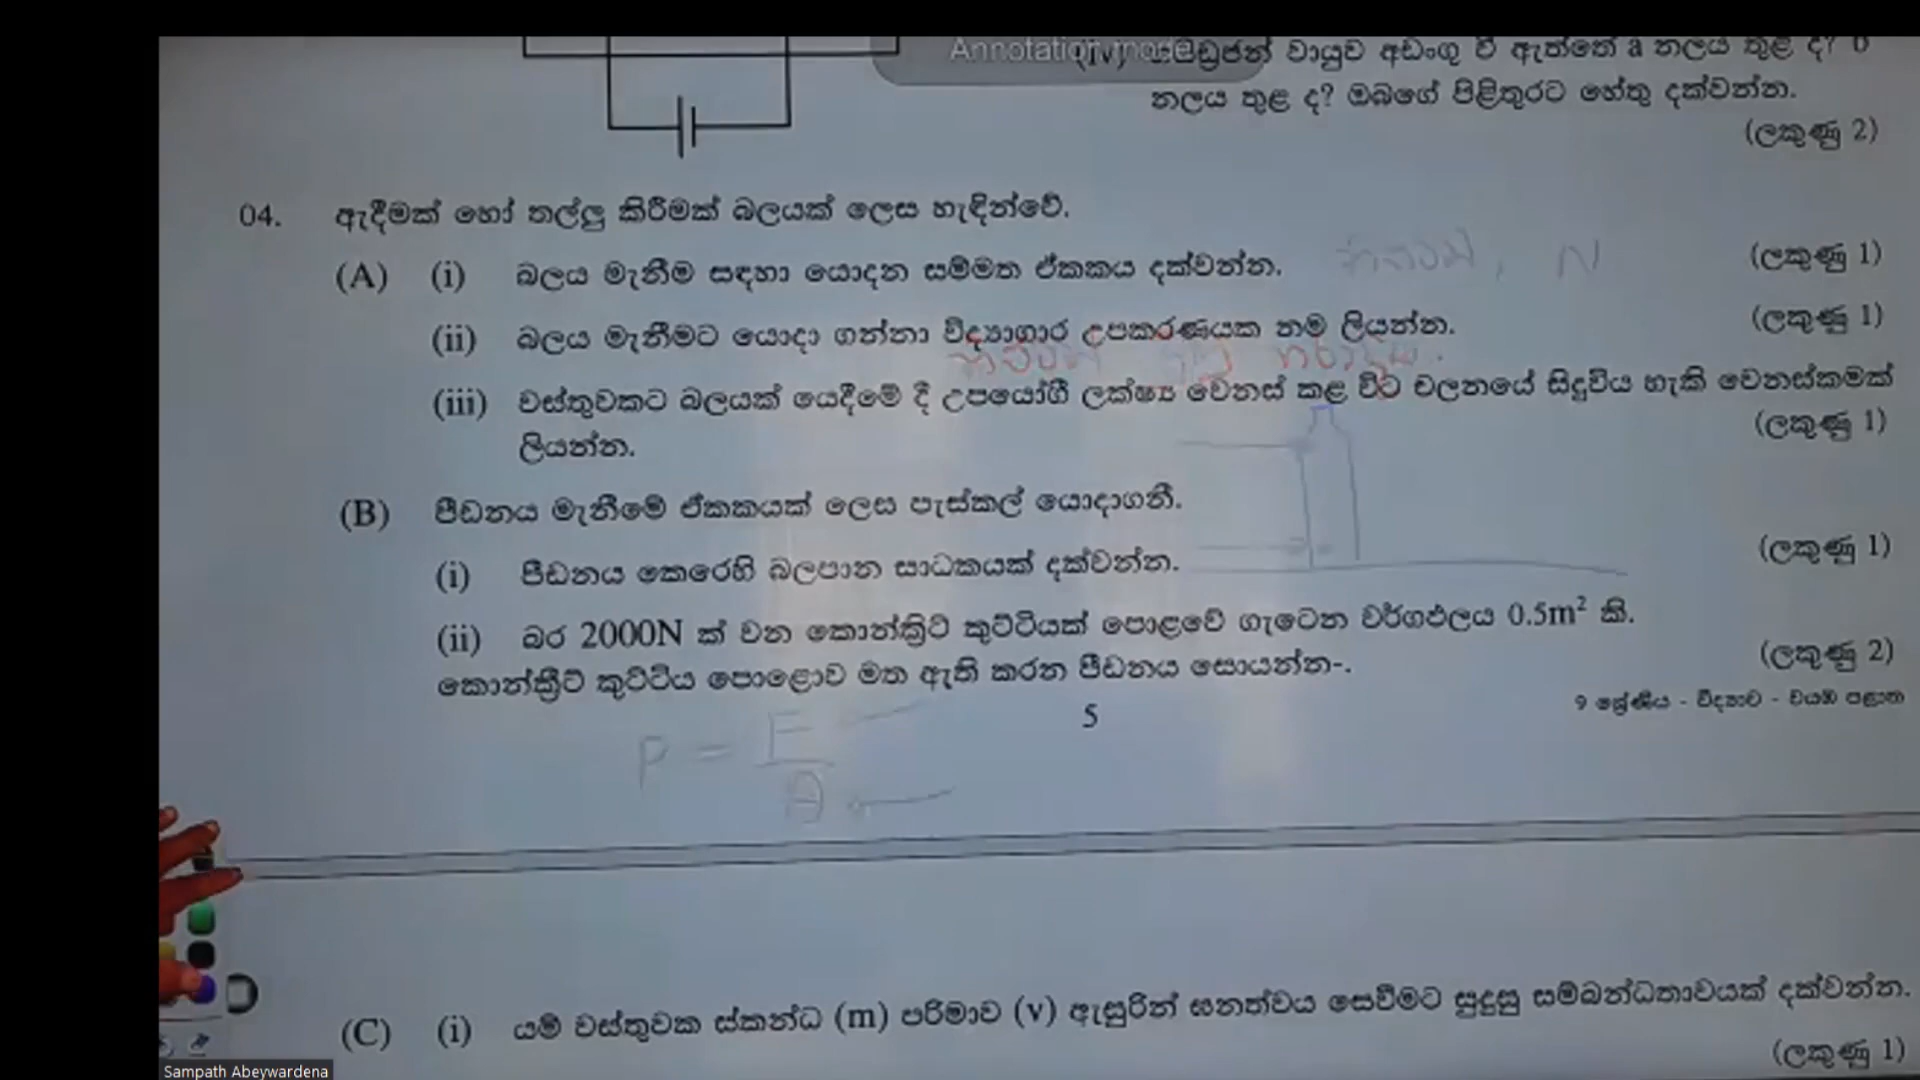 Annotation mode
(iv) හයිඩ්‍රජන් වායුව අඩංගු වී ඇත්තේ a නලය තුළ ද? b
නලය තුළ ද? ඔබගේ පිළිතුරට හේතු දක්වන්න.
(ලකුණු 2)
04. ඇදීමක් හෝ තල්ලු කිරීමක් බලයක් ලෙස හැඳින්වේ.
(A) (i) බලය මැනීම සඳහා යොදන සම්මත ඒකකය දක්වන්න. N (ලකුණු 1)
(ii) බලය මැනීමට යොදා ගන්නා විද්‍යාගාර උපකරණයක නම ලියන්න. (ලකුණු 1)
(iii) වස්තුවකට බලයක් යෙදීමේ දී උපයෝගී ලක්ෂ්‍ය වෙනස් කළ විට චලනයේ සිදුවිය හැකි වෙනස්කමක්
ලියන්න. (ලකුණු 1)
(B) පීඩනය මැනීමේ ඒකකයක් ලෙස පැස්කල් යොදාගනී.
(i) පීඩනය කෙරෙහි බලපාන සාධකයක් දක්වන්න. (ලකුණු 1)
(ii) බර 2000N ක් වන කොන්ක්‍රිට් කුට්ටියක් පොළවේ ගැටෙන වර්ගඵලය 0.5m² කි.
කොන්ක්‍රීට් කුට්ටිය පොළොව මත ඇති කරන පීඩනය සොයන්න-. (ලකුණු 2)
5
9 ශ්‍රේණිය - විද්‍යාව - වයඹ පළාත
P = F
A
(C) (i) යම් වස්තුවක ස්කන්ධ (m) පරිමාව (v) ඇසුරින් ඝනත්වය සෙවීමට සුදුසු සම්බන්ධතාවයක් දක්වන්න.
(ලකුණු 1)
Sampath Abeywardena